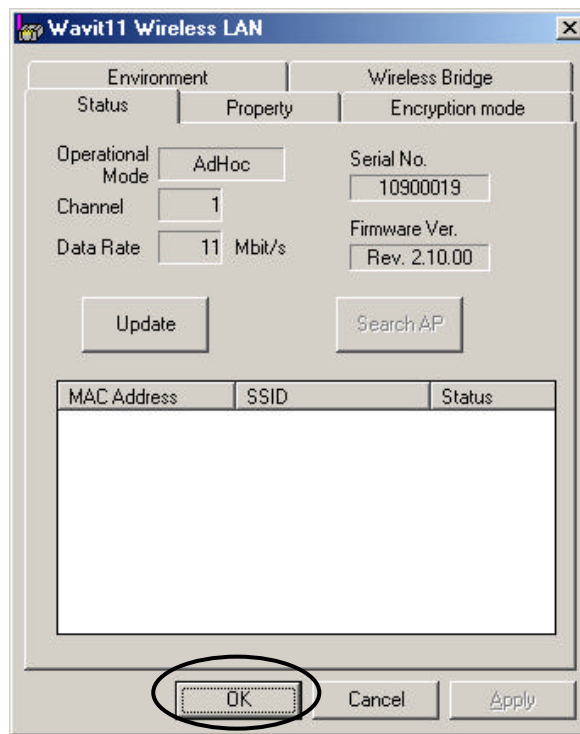 Wavit11 Wireless LAN
Environment
Wireless Bridge
Status
Property
Encryption mode
Operational Mode
AdHoc
Channel
1
Data Rate
11 Mbit/s
Serial No.
10900019
Firmware Ver.
Rev. 2.10.00
Update
Search AP
MAC Address
SSID
Status
OK
Cancel
Apply